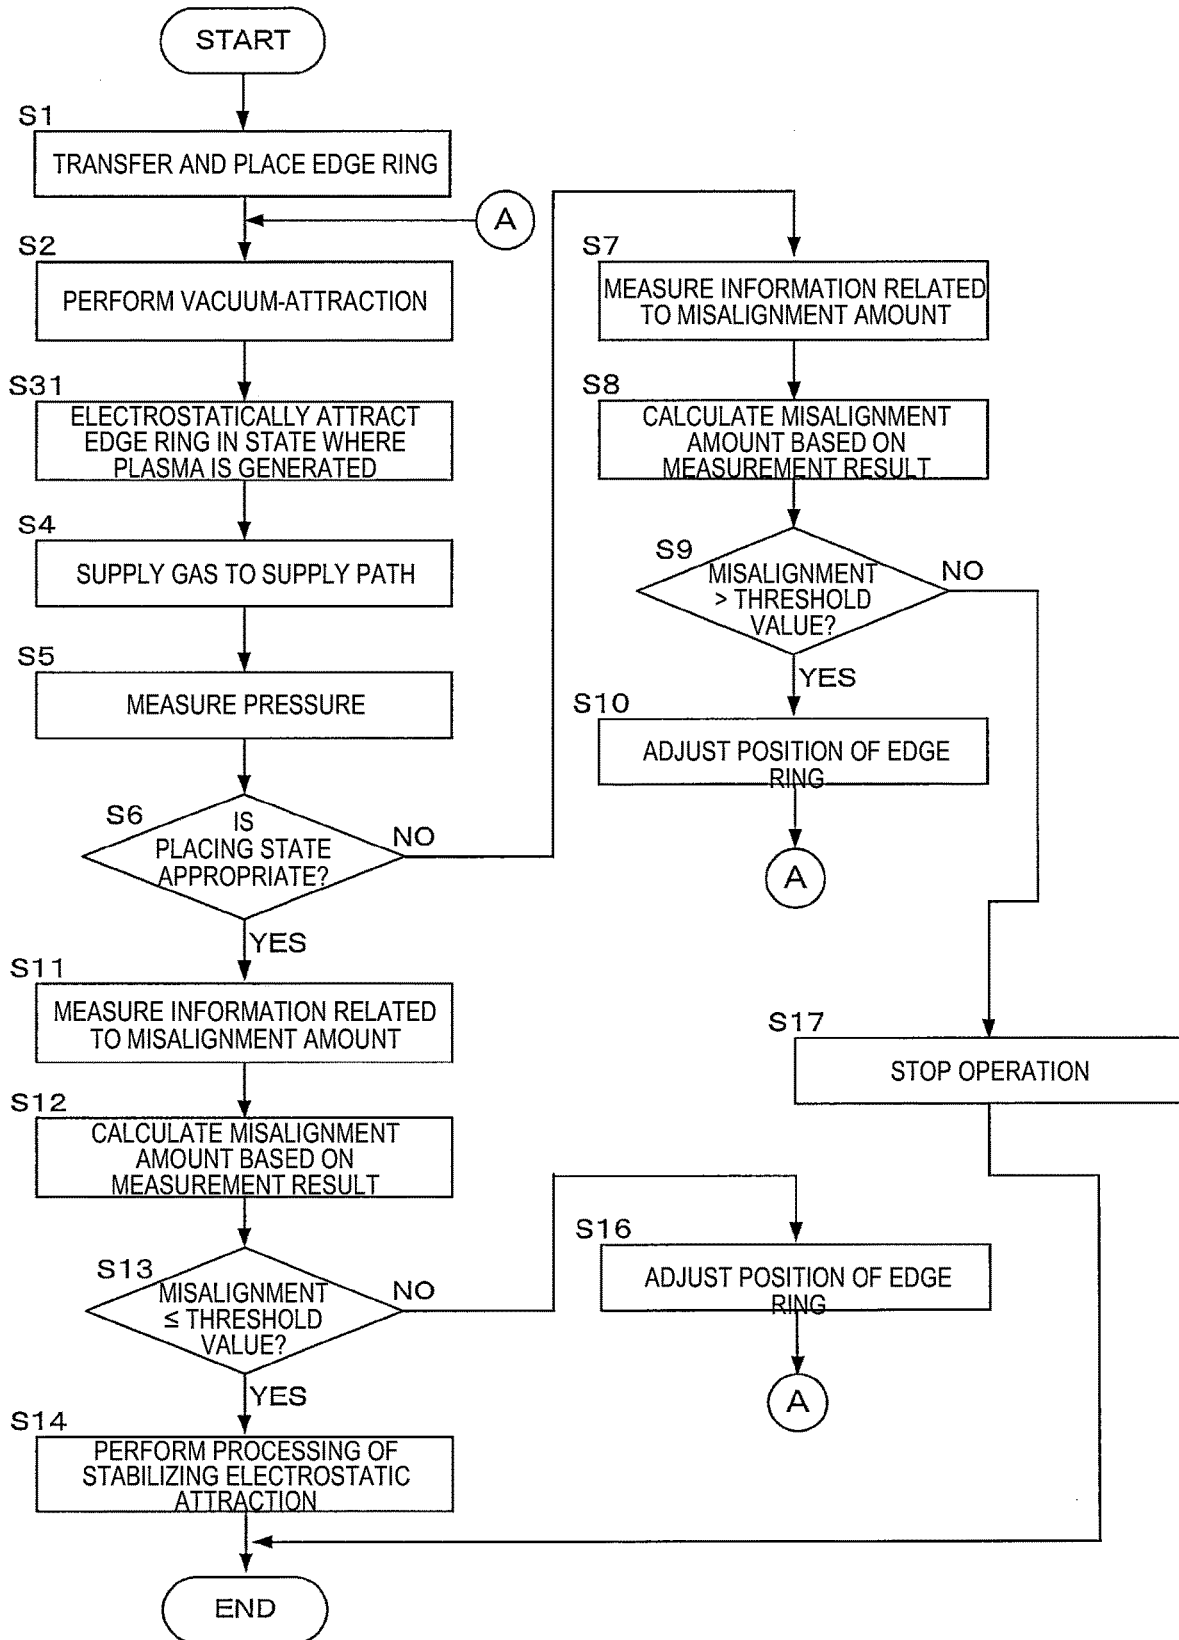 START
S1
TRANSFER AND PLACE EDGE RING
A
S2
PERFORM VACUUM-ATTRACTION
S31
ELECTROSTATICALLY ATTRACT
EDGE RING IN STATE WHERE
PLASMA IS GENERATED
S4
SUPPLY GAS TO SUPPLY PATH
S5
MEASURE PRESSURE
S6
IS
PLACING STATE
APPROPRIATE?
NO
YES
S7
MEASURE INFORMATION RELATED
TO MISALIGNMENT AMOUNT
S8
CALCULATE MISALIGNMENT
AMOUNT BASED ON
MEASUREMENT RESULT
S9
MISALIGNMENT
> THRESHOLD
VALUE?
NO
YES
S10
ADJUST POSITION OF EDGE
RING
A
S11
MEASURE INFORMATION RELATED
TO MISALIGNMENT AMOUNT
S12
CALCULATE MISALIGNMENT
AMOUNT BASED ON
MEASUREMENT RESULT
S13
MISALIGNMENT
≤ THRESHOLD
VALUE?
NO
YES
S16
ADJUST POSITION OF EDGE
RING
A
S17
STOP OPERATION
S14
PERFORM PROCESSING OF
STABILIZING ELECTROSTATIC
ATTRACTION
END